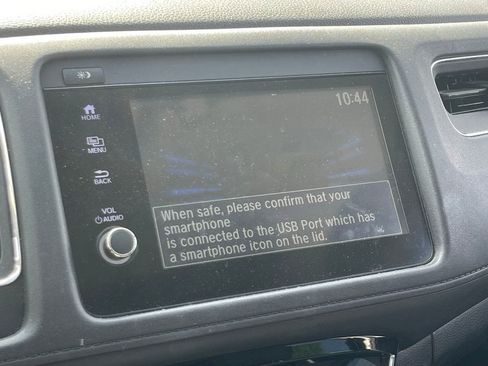 10:44
HOME
MENU
BACK
VOL
AUDIO
When safe, please confirm that your
smartphone
is connected to the USB Port which has
a smartphone icon on the lid.